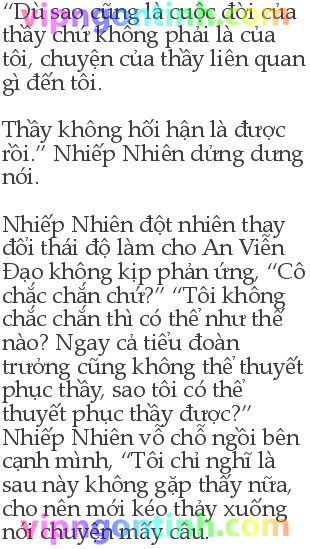 “Dù sao cũng là cuộc đời của
thầy chứ không phải là của
tôi, chuyện của thầy liên quan
gì đến tôi.
Thầy không hối hận là được
rồi.” Nhiếp Nhiên dửng dưng
nói.
Nhiếp Nhiên đột nhiên thay
đổi thái độ làm cho An Viễn
Đạo không kịp phản ứng, “Cô
chắc chắn chứ?” “Tôi không
chắc chắn thì có thể như thế
nào? Ngay cả tiểu đoàn
trưởng cũng không thể thuyết
phục thầy, sao tôi có thể
thuyết phục thầy được?”
Nhiếp Nhiên vỗ chỗ ngồi bên
cạnh mình, “Tôi chỉ nghĩ là
sau này không gặp thấy nữa,
cho nên mới kéo thầy xuống
nói chuyện mấy câu.
vipngontinh.com
vipngontinh.com